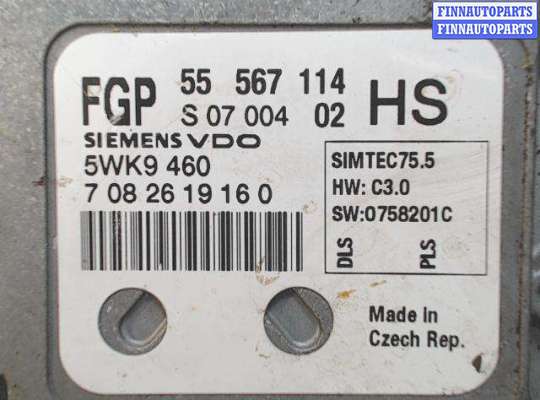 FINNAUTOPARTS
FINNAUTOPARTS
FINNAUTOPARTS
FGP 55 567 114 HS
S 07 004 02
SIEMENS VDO
5WK9 460
7 08 26 19 16 0
SIMTEC75.5
HW: C3.0
SW:0758201C
DLS PLS
Made In
Czech Rep.